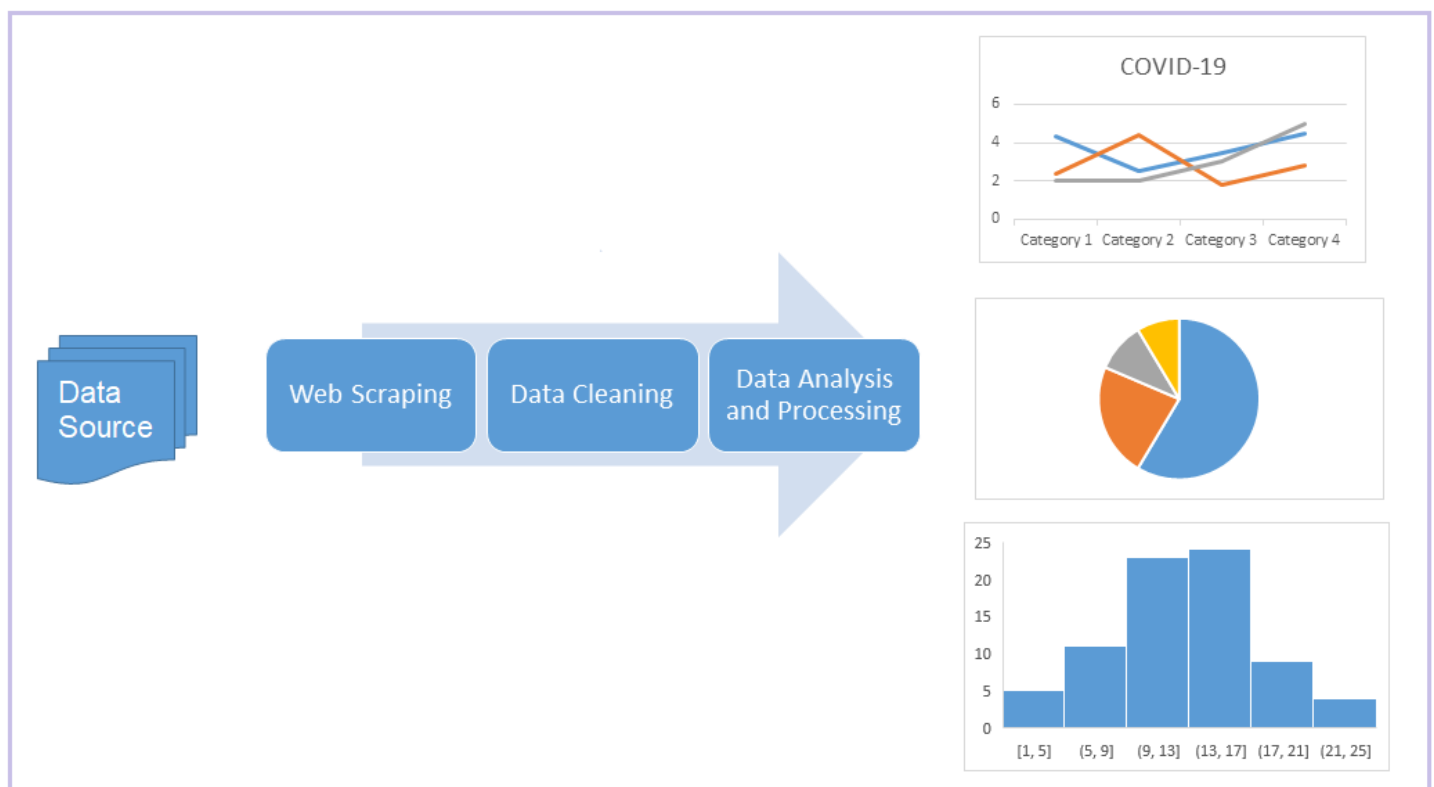 Data
Source
Web Scraping
Data Cleaning
Data Analysis
and Processing
COVID-19
6
4
2
0
Category 1 Category 2 Category 3 Category 4
25
20
15
10
5
0
[1, 5] (5, 9] (9, 13] (13, 17] (17, 21] (21, 25]